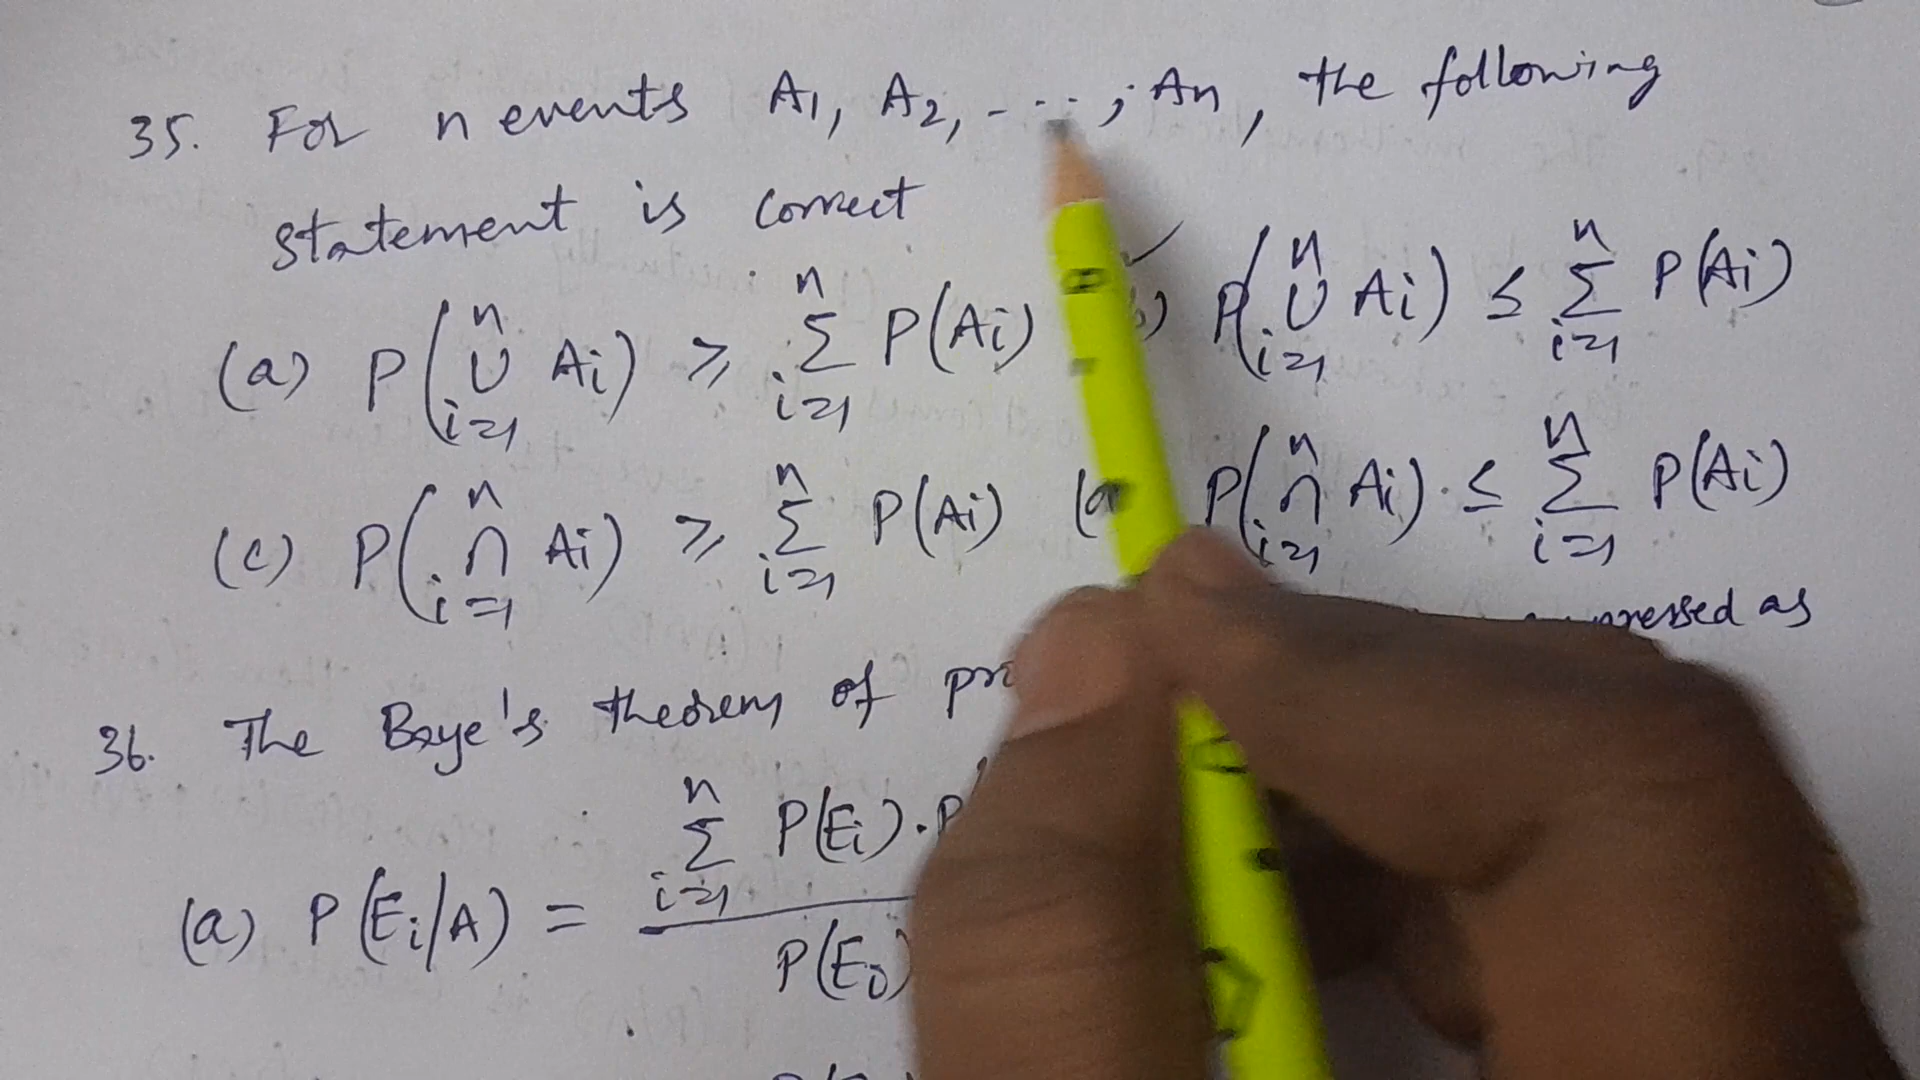 35. For n events A1, A2, - - - , An, the following
statement is correct
(a) P(n∪i=1 Ai) ≥ n∑i=1 P(Ai) b) P(n∪i=1 Ai) ≤ n∑i=1 P(Ai)
(c) P(n∩i=1 Ai) ≥ n∑i=1 P(Ai) P(n∩i=1 Ai) ≤ n∑i=1 P(Ai)
36. The Baye's theorem of as
(a) P(Ei/A) = n∑i=1 P(Ei).P